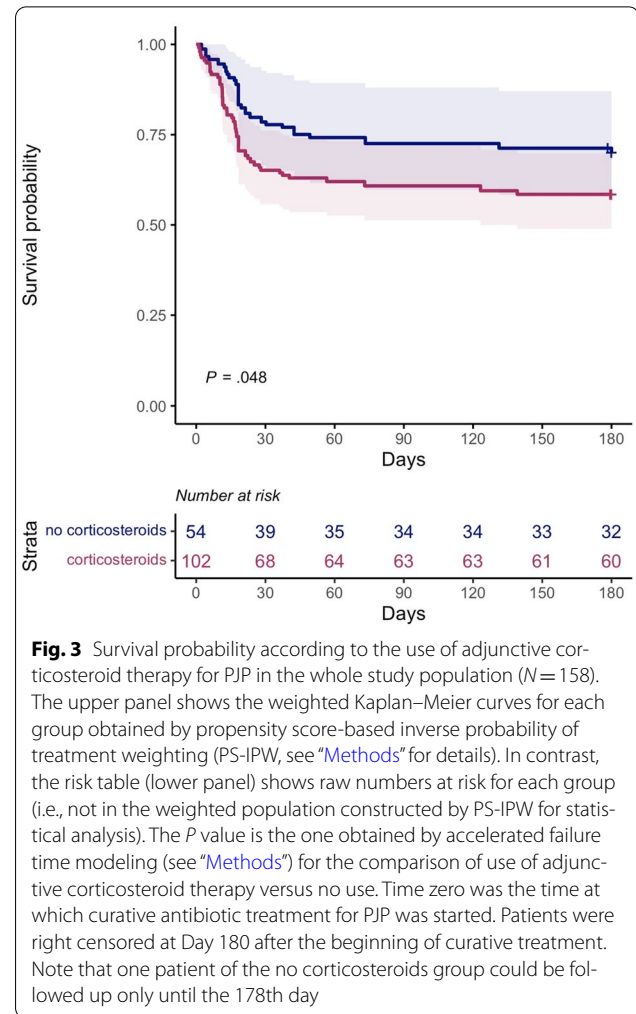 1.00
0.75
0.50
0.25
0.00
Survival probability
P = .048
0 30 60 90 120 150 180
Days
Number at risk
Strata
no corticosteroids 54 39 35 34 34 33 32
corticosteroids 102 68 64 63 63 61 60
0 30 60 90 120 150 180
Days
Fig. 3 Survival probability according to the use of adjunctive cor-
ticosteroid therapy for PJP in the whole study population (N = 158).
The upper panel shows the weighted Kaplan–Meier curves for each
group obtained by propensity score-based inverse probability of
treatment weighting (PS-IPW, see “Methods” for details). In contrast,
the risk table (lower panel) shows raw numbers at risk for each group
(i.e., not in the weighted population constructed by PS-IPW for statis-
tical analysis). The P value is the one obtained by accelerated failure
time modeling (see “Methods”) for the comparison of use of adjunc-
tive corticosteroid therapy versus no use. Time zero was the time at
which curative antibiotic treatment for PJP was started. Patients were
right censored at Day 180 after the beginning of curative treatment.
Note that one patient of the no corticosteroids group could be fol-
lowed up only until the 178th day